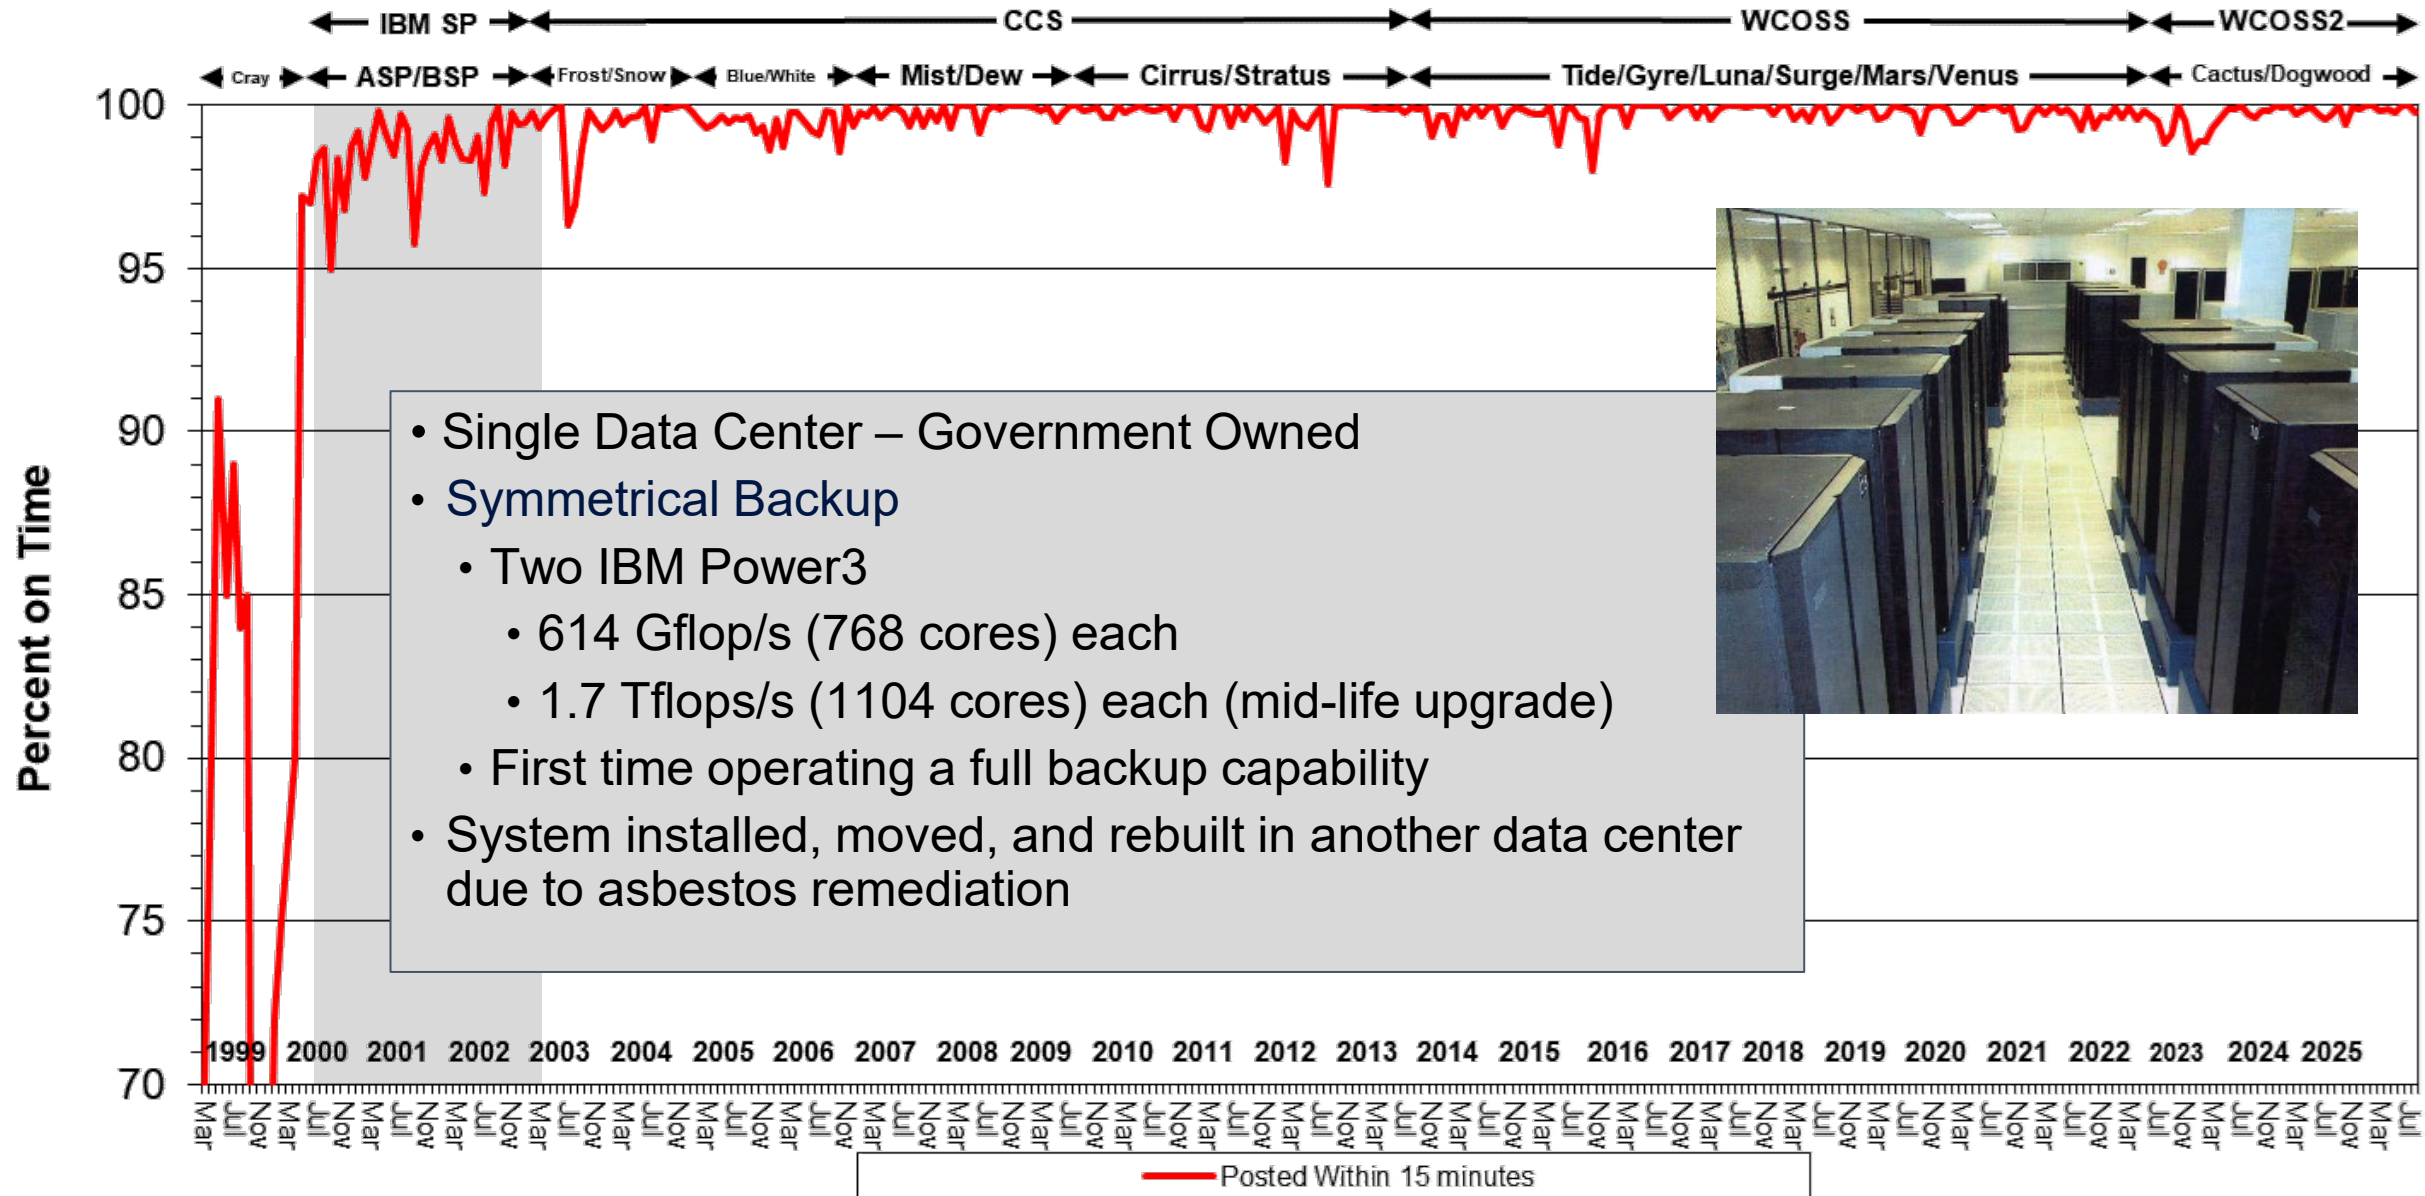 IBM SP CCS WCOSS WCOSS2
Cray ASP/BSP Frost/Snow Blue/White Mist/Dew Cirrus/Stratus Tide/Gyre/Luna/Surge/Mars/Venus Cactus/Dogwood
Percent on Time
100
95
90
85
80
75
70
• Single Data Center – Government Owned
• Symmetrical Backup
• Two IBM Power3
• 614 Gflop/s (768 cores) each
• 1.7 Tflops/s (1104 cores) each (mid-life upgrade)
• First time operating a full backup capability
• System installed, moved, and rebuilt in another data center
due to asbestos remediation
1999 2000 2001 2002 2003 2004 2005 2006 2007 2008 2009 2010 2011 2012 2013 2014 2015 2016 2017 2018 2019 2020 2021 2022 2023 2024 2025
Mar Jul Nov Mar Jul Nov Mar Jul Nov Mar Jul Nov Mar Jul Nov Mar Jul Nov Mar Jul Nov Mar Jul Nov Mar Jul Nov Mar Jul Nov Mar Jul Nov Mar Jul Nov Mar Jul Nov Mar Jul Nov Mar Jul Nov Mar Jul Nov Mar Jul Nov Mar Jul Nov Mar Jul Nov Mar Jul Nov Mar Jul Nov Mar Jul Nov Mar Jul Nov Mar Jul Nov Mar Jul Nov Mar Jul
Posted Within 15 minutes